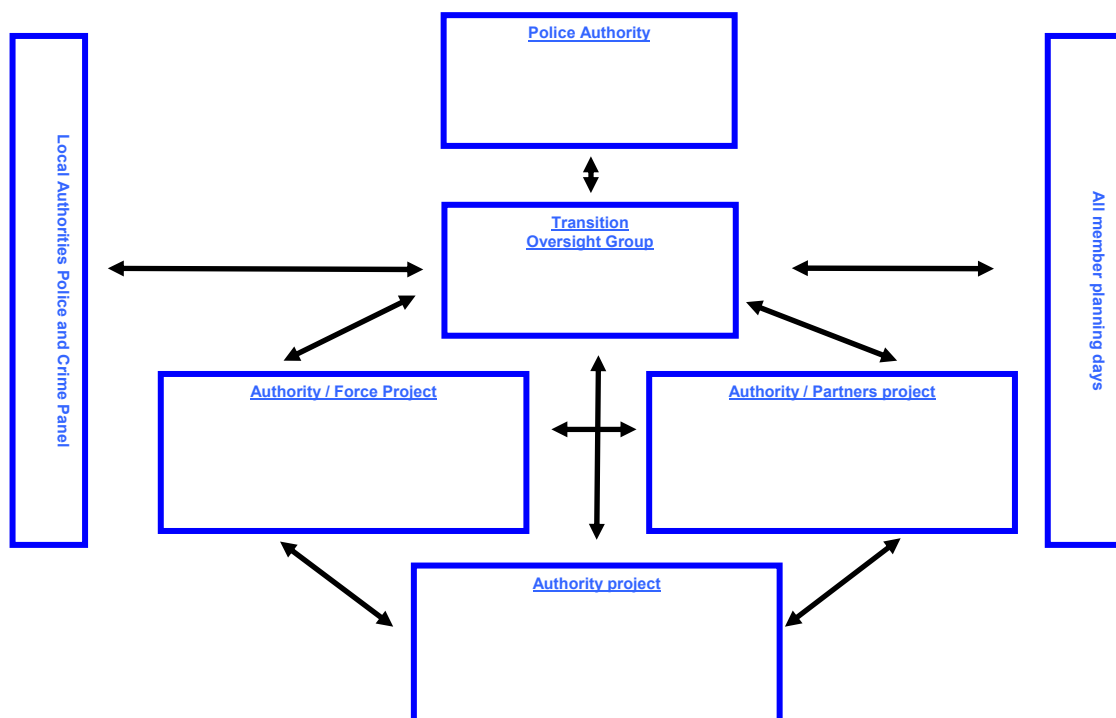 Police Authority
Local Authorities Police and Crime Panel
Transition
Oversight Group
All member planning days
Authority / Force Project
Authority / Partners project
Authority project